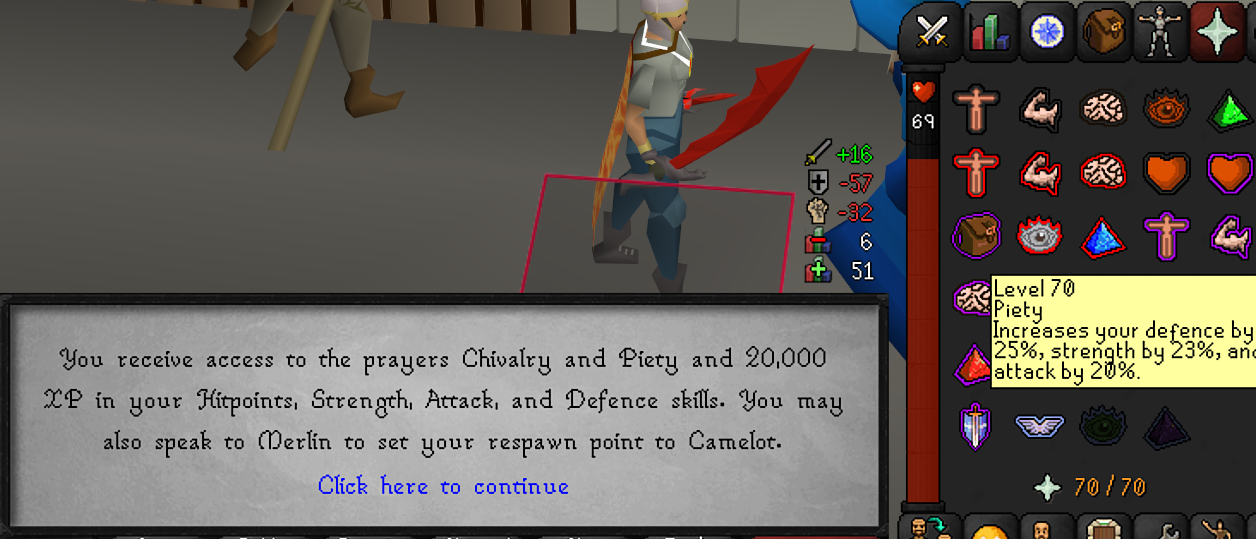 +16
69
-57
-32
6
51
Level 70
Piety
Increases your defence by
25%, strength by 23%, and
attack by 20%.
You receive access to the prayers Chivalry and Piety and 20,000
XP in your Hitpoints, Strength, Attack, and Defence skills. You may
also speak to Merlin to set your respawn point to Camelot.
Click here to continue
70 / 70